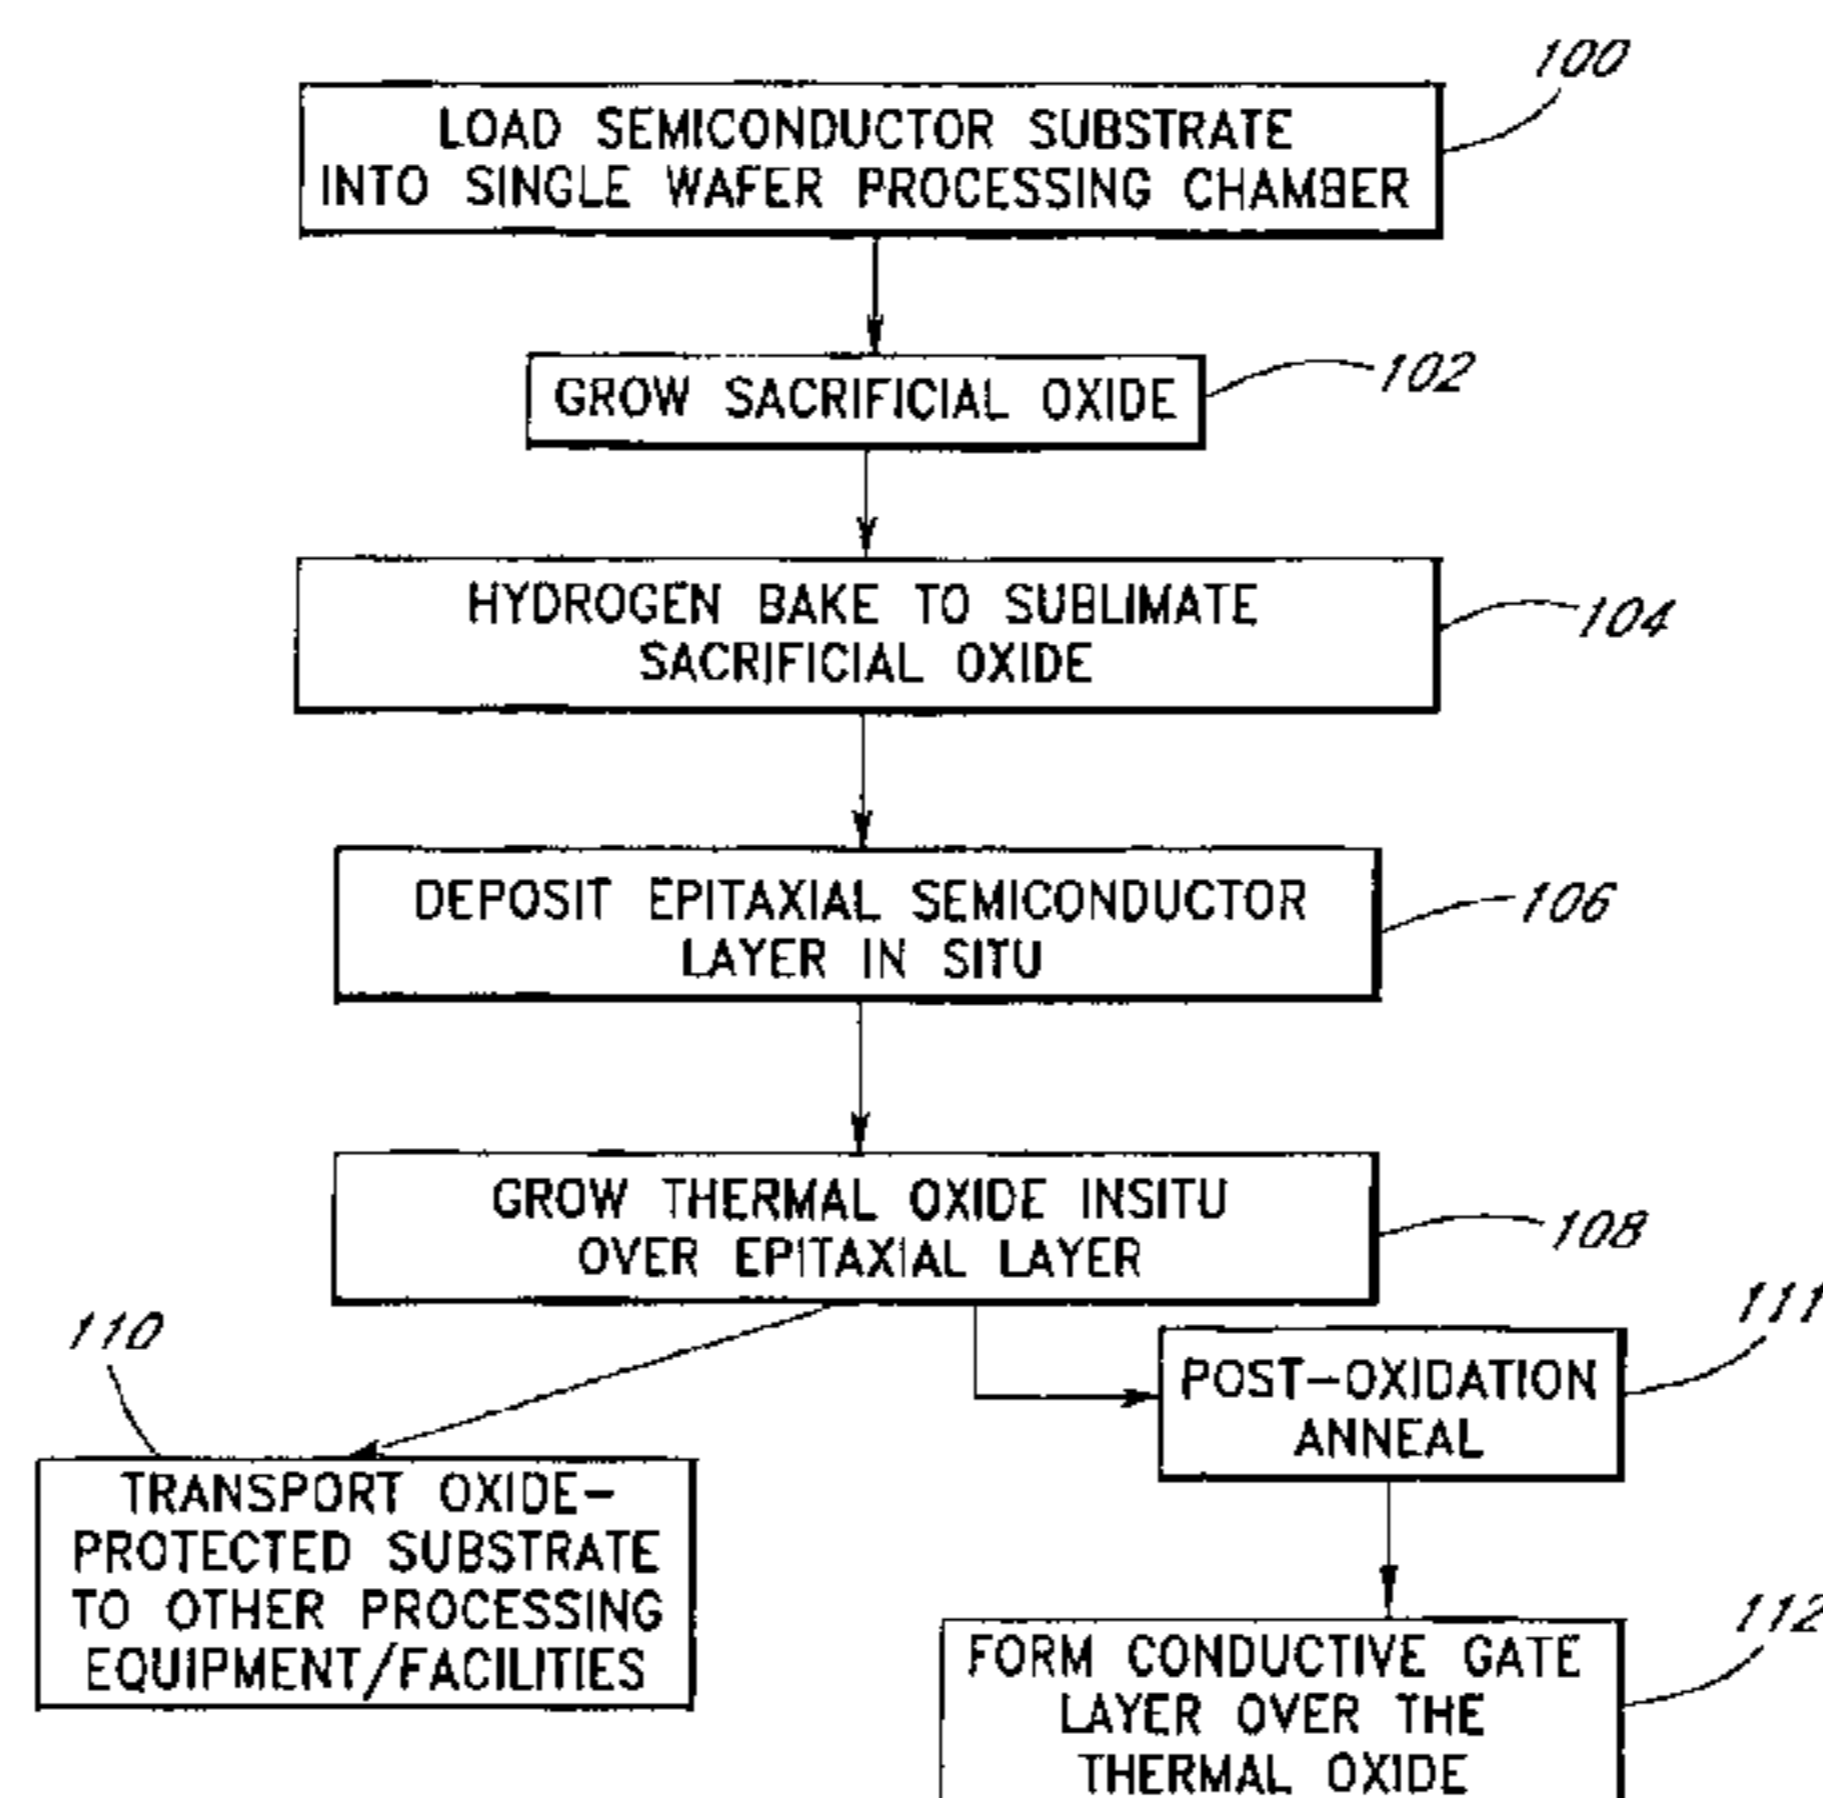 100
LOAD SEMICONDUCTOR SUBSTRATE
INTO SINGLE WAFER PROCESSING CHAMBER
GROW SACRIFICIAL OXIDE
102
HYDROGEN BAKE TO SUBLIMATE
SACRIFICIAL OXIDE
104
DEPOSIT EPITAXIAL SEMICONDUCTOR
LAYER IN SITU
106
GROW THERMAL OXIDE INSITU
OVER EPITAXIAL LAYER
108
110
TRANSPORT OXIDE-
PROTECTED SUBSTRATE
TO OTHER PROCESSING
EQUIPMENT/FACILITIES
111
POST-OXIDATION
ANNEAL
112
FORM CONDUCTIVE GATE
LAYER OVER THE
THERMAL OXIDE